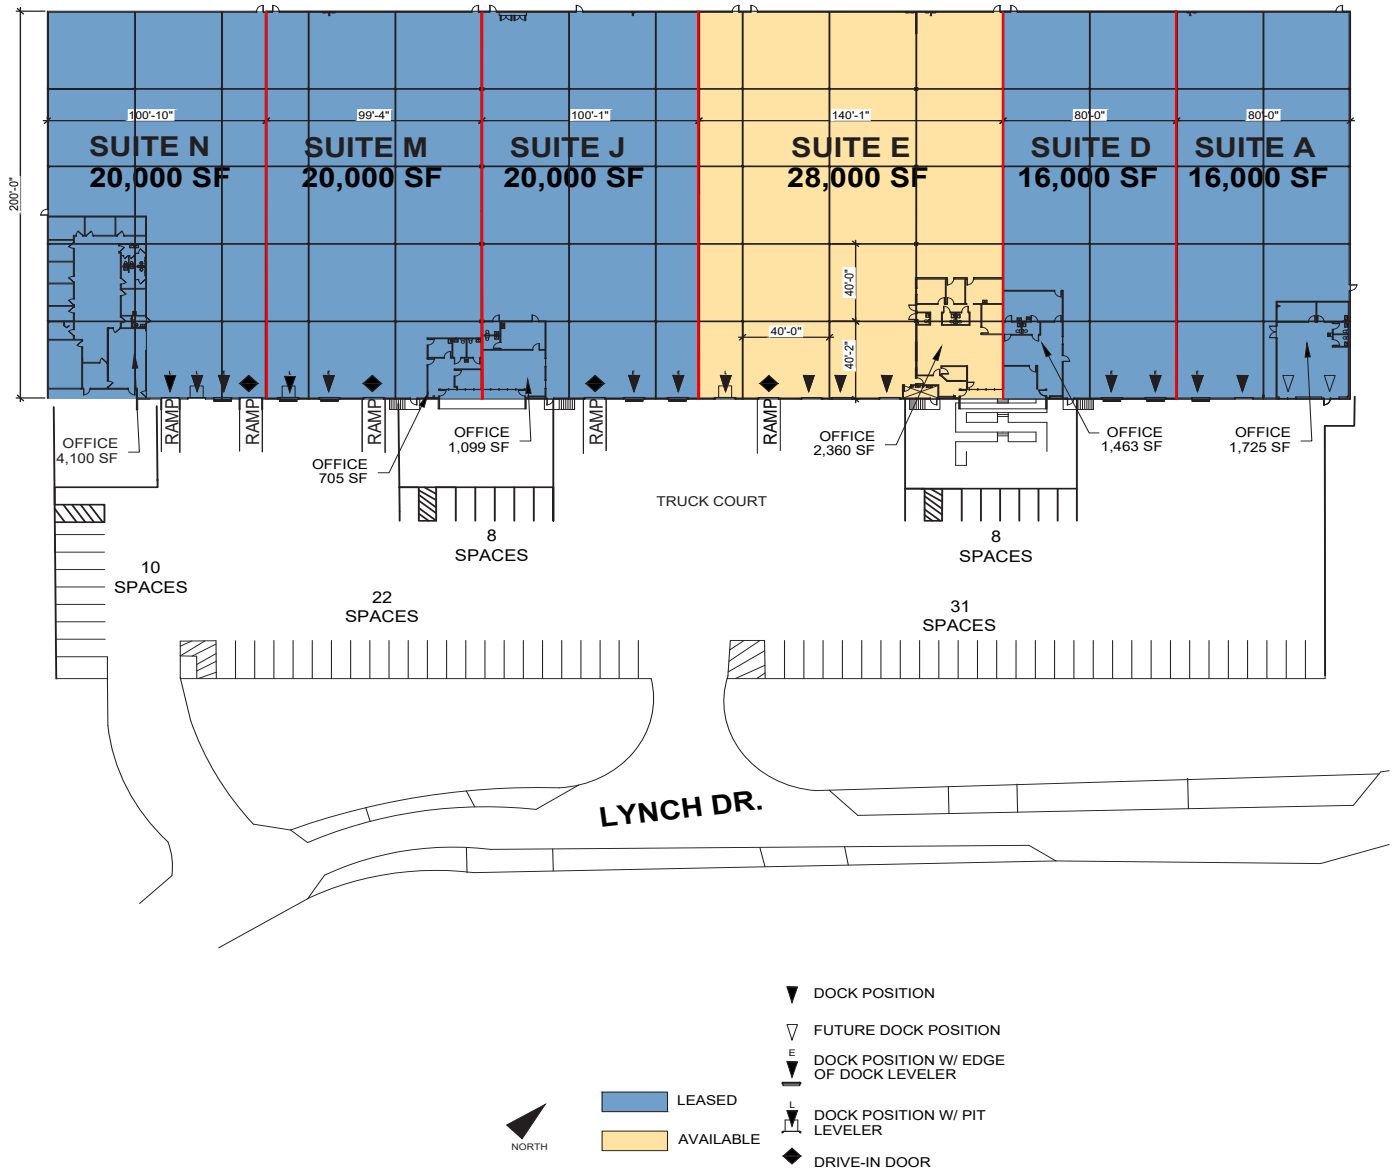 100'-10"
99'-4"
100'-1"
140'-1"
80'-0"
80'-0"
200'-0"
SUITE N
20,000 SF
SUITE M
20,000 SF
SUITE J
20,000 SF
SUITE E
28,000 SF
SUITE D
16,000 SF
SUITE A
16,000 SF
40'-0"
40'-0"
40'-2"
RAMP
RAMP
RAMP
RAMP
RAMP
OFFICE
4,100 SF
OFFICE
705 SF
OFFICE
1,099 SF
OFFICE
2,360 SF
OFFICE
1,463 SF
OFFICE
1,725 SF
TRUCK COURT
8
SPACES
8
SPACES
10
SPACES
22
SPACES
31
SPACES
LYNCH DR.
NORTH
LEASED
AVAILABLE
DOCK POSITION
FUTURE DOCK POSITION
E
DOCK POSITION W/ EDGE
OF DOCK LEVELER
L
DOCK POSITION W/ PIT
LEVELER
DRIVE-IN DOOR